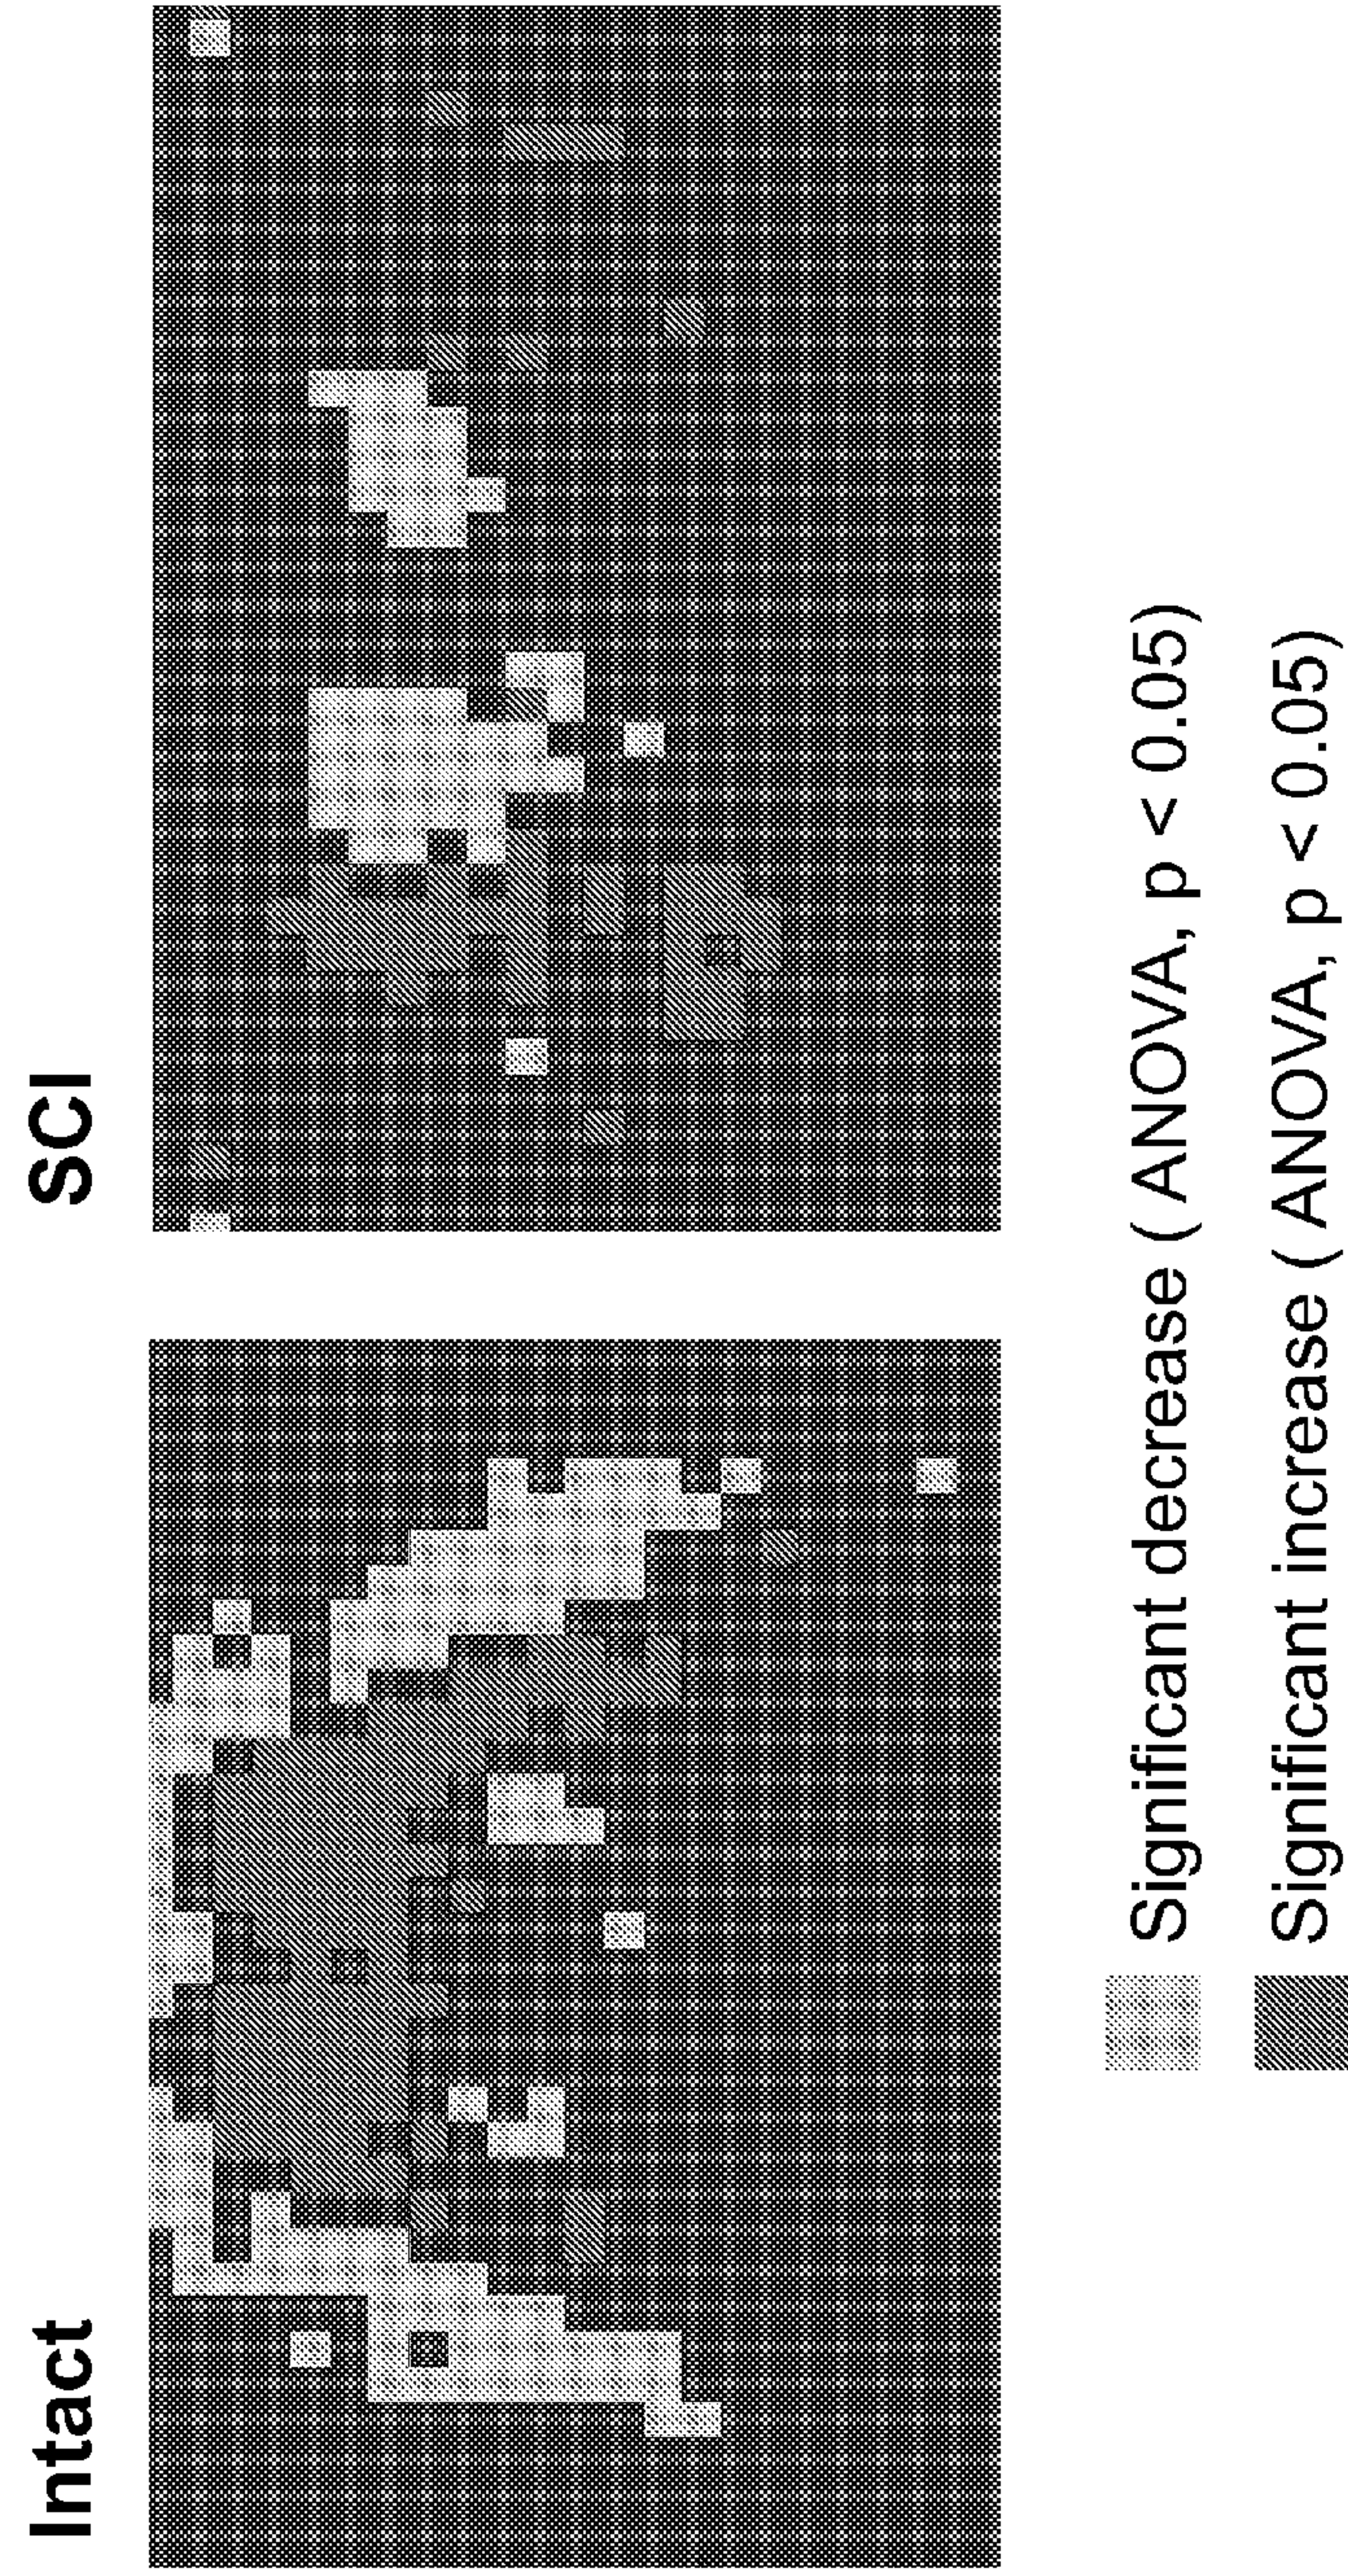 Intact
SCI
Significant decrease ( ANOVA, p < 0.05)
Significant increase ( ANOVA, p < 0.05)